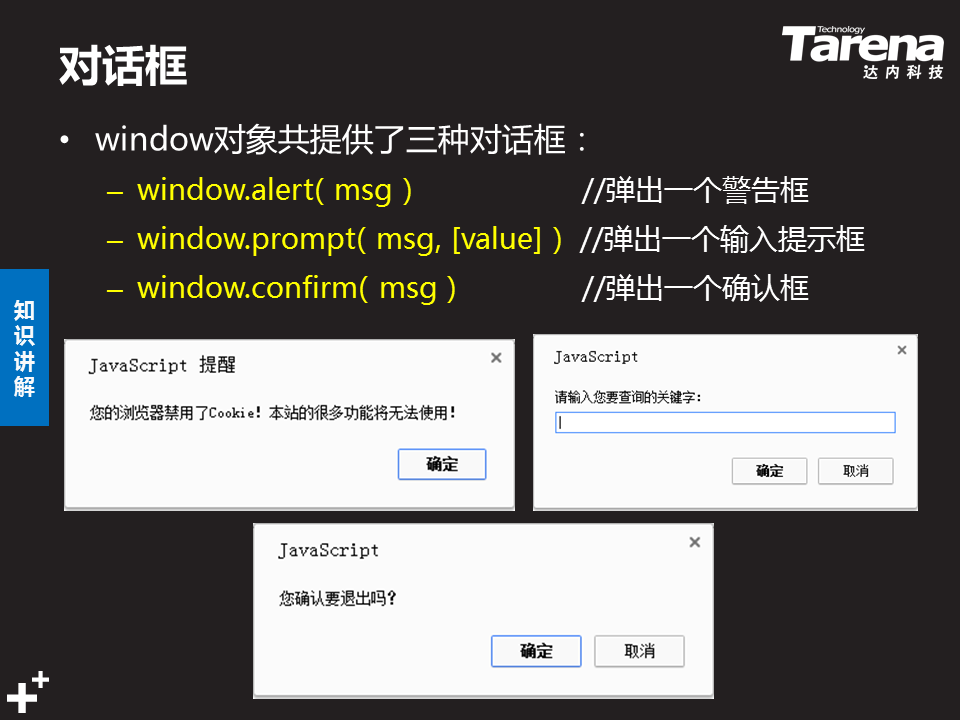 对话框
Technology
Tarena
达内科技
• window对象共提供了三种对话框：
– window.alert( msg ) //弹出一个警告框
– window.prompt( msg, [value] ) //弹出一个输入提示框
– window.confirm( msg ) //弹出一个确认框
知识讲解
JavaScript 提醒 ×
您的浏览器禁用了Cookie！本站的很多功能将无法使用！
确定
JavaScript ×
请输入您要查询的关键字：
确定 取消
JavaScript ×
您确认要退出吗？
确定 取消